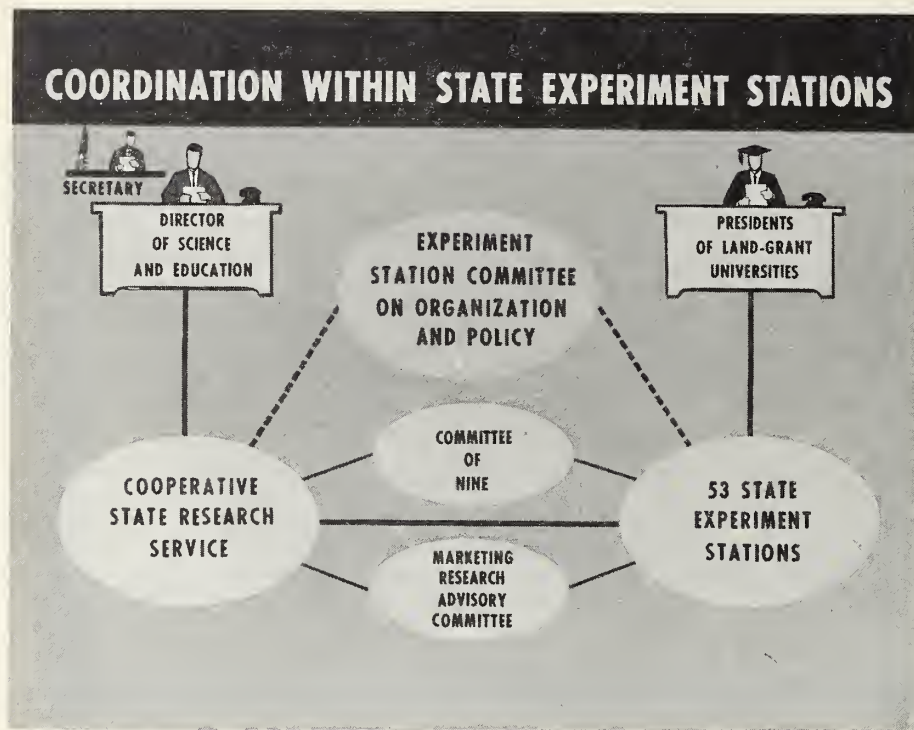 COORDINATION WITHIN STATE EXPERIMENT STATIONS
SECRETARY
DIRECTOR
OF SCIENCE
AND EDUCATION
EXPERIMENT
STATION COMMITTEE
ON ORGANIZATION
AND POLICY
PRESIDENTS
OF LAND-GRANT
UNIVERSITIES
COMMITTEE
OF
NINE
COOPERATIVE
STATE RESEARCH
SERVICE
53 STATE
EXPERIMENT
STATIONS
MARKETING
RESEARCH
ADVISORY
COMMITTEE